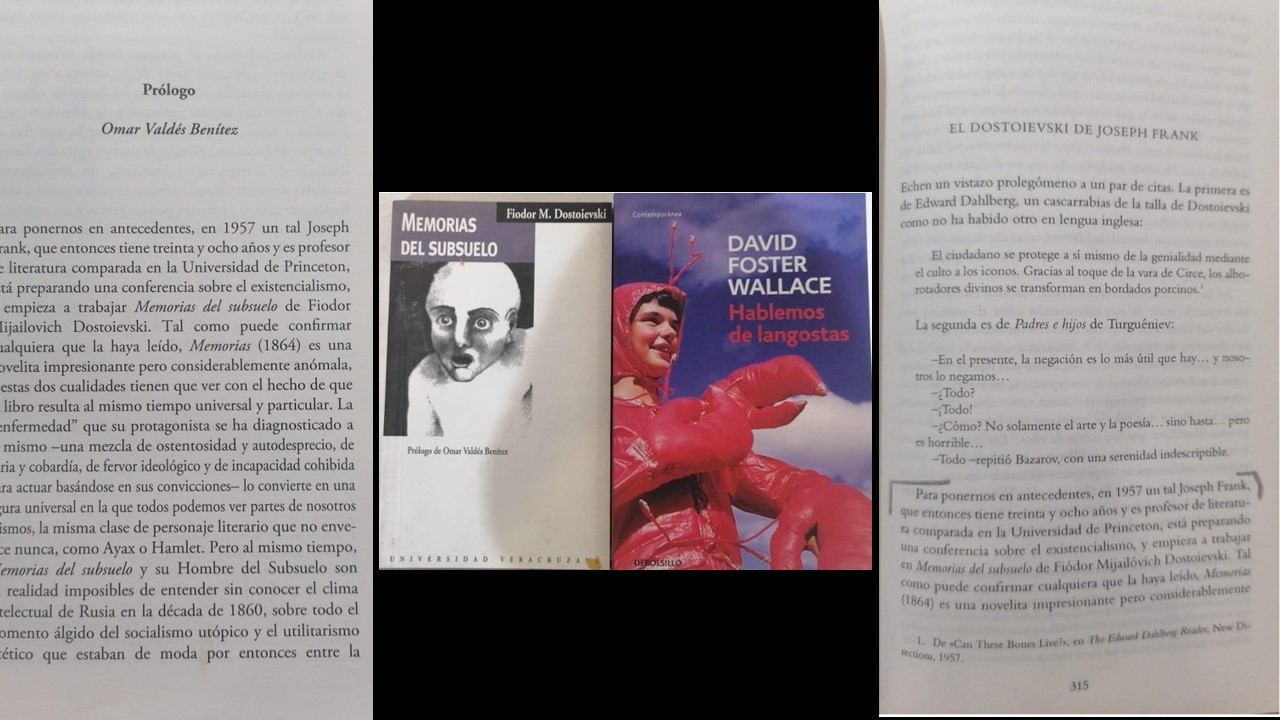 Prólogo
Omar Valdés Benítez
ara ponernos en antecedentes, en 1957 un tal Joseph
rank, que entonces tiene treinta y ocho años y es profesor
e literatura comparada en la Universidad de Princeton,
tá preparando una conferencia sobre el existencialismo,
empieza a trabajar Memorias del subsuelo de Fiodor
Mijailovich Dostoievski. Tal como puede confirmar
ualquiera que la haya leído, Memorias (1864) es una
ovelita impresionante pero considerablemente anómala,
estas dos cualidades tienen que ver con el hecho de que
libro resulta al mismo tiempo universal y particular. La
enfermedad” que su protagonista se ha diagnosticado a
mismo –una mezcla de ostentosidad y autodesprecio, de
ria y cobardía, de fervor ideológico y de incapacidad cohibida
ra actuar basándose en sus convicciones– lo convierte en una
gura universal en la que todos podemos ver partes de nosotros
ismos, la misma clase de personaje literario que no enve-
ce nunca, como Ayax o Hamlet. Pero al mismo tiempo,
Memorias del subsuelo y su Hombre del Subsuelo son
realidad imposibles de entender sin conocer el clima
telectual de Rusia en la década de 1860, sobre todo el
omento álgido del socialismo utópico y el utilitarismo
tético que estaban de moda por entonces entre la
Fiodor M. Dostoievski
MEMORIAS
DEL SUBSUELO
Prólogo de Omar Valdés Benítez
UNIVERSIDAD VERACRUZA
Contemporánea
DAVID
FOSTER
WALLACE
Hablemos
de langostas
DEBOLS!LLO
EL DOSTOIEVSKI DE JOSEPH FRANK
Echen un vistazo prolegómeno a un par de citas. La primera es
de Edward Dahlberg, un cascarrabias de la talla de Dostoievski
como no ha habido otro en lengua inglesa:
El ciudadano se protege a sí mismo de la genialidad mediante
el culto a los iconos. Gracias al toque de la vara de Circe, los albo-
rotadores divinos se transforman en bordados porcinos.¹
La segunda es de Padres e hijos de Turguéniev:
–En el presente, la negación es lo más útil que hay… y noso-
tros lo negamos…
–¿Todo?
–¡Todo!
–¿Cómo? No solamente el arte y la poesía… sino hasta… pero
es horrible…
–Todo –repitió Bazarov, con una serenidad indescriptible.
Para ponernos en antecedentes, en 1957 un tal Joseph Frank,
que entonces tiene treinta y ocho años y es profesor de literatu-
ra comparada en la Universidad de Princeton, está preparando
una conferencia sobre el existencialismo, y empieza a trabajar
en Memorias del subsuelo de Fiódor Mijailóvich Dostoievski. Tal
como puede confirmar cualquiera que la haya leído, Memorias
(1864) es una novelita impresionante pero considerablemente
1. De «Can These Bones Live?», en The Edward Dahlberg Reader, New Di-
rections, 1957.
315